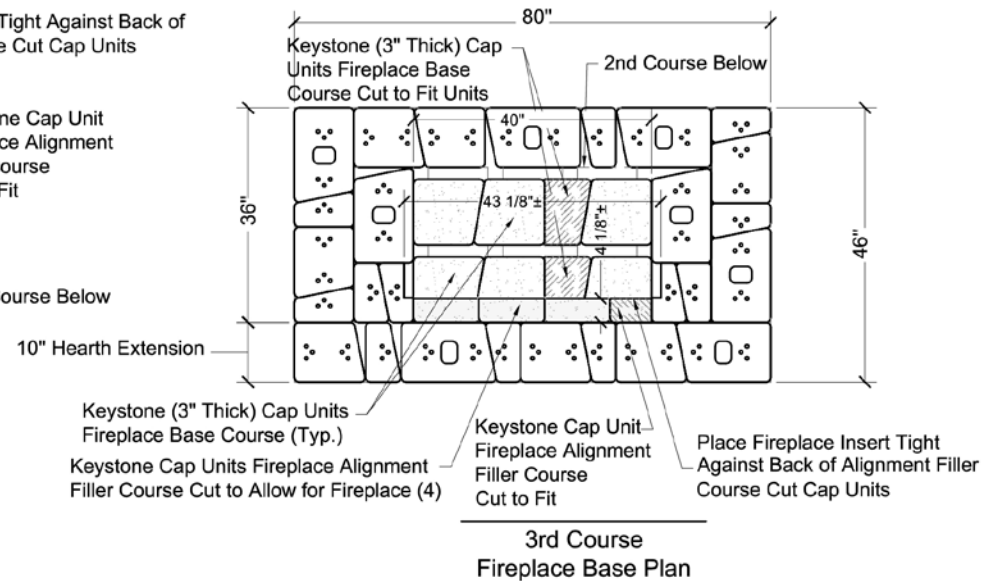 Tight Against Back of
Cut Cap Units
Cap Unit
Alignment
Fit
Course Below
80"
Keystone (3" Thick) Cap
Units Fireplace Base
Course Cut to Fit Units
2nd Course Below
40"
36"
43 1/8"±
4 1/8"±
46"
10" Hearth Extension
Keystone (3" Thick) Cap Units
Fireplace Base Course (Typ.)
Keystone Cap Units Fireplace Alignment
Filler Course Cut to Allow for Fireplace (4)
Keystone Cap Unit
Fireplace Alignment
Filler Course
Cut to Fit
Place Fireplace Insert Tight
Against Back of Alignment Filler
Course Cut Cap Units
3rd Course
Fireplace Base Plan